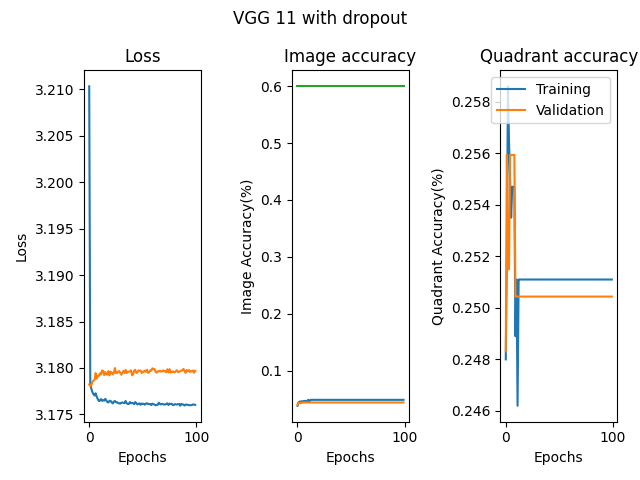 VGG 11 with dropout
Loss
3.210
3.205
3.200
3.195
3.190
3.185
3.180
3.175
Loss
0
100
Epochs
Image accuracy
0.6
0.5
0.4
0.3
0.2
0.1
Image Accuracy(%)
0
100
Epochs
Quadrant accuracy
Training
Validation
0.258
0.256
0.254
0.252
0.250
0.248
0.246
Quadrant Accuracy(%)
0
100
Epochs